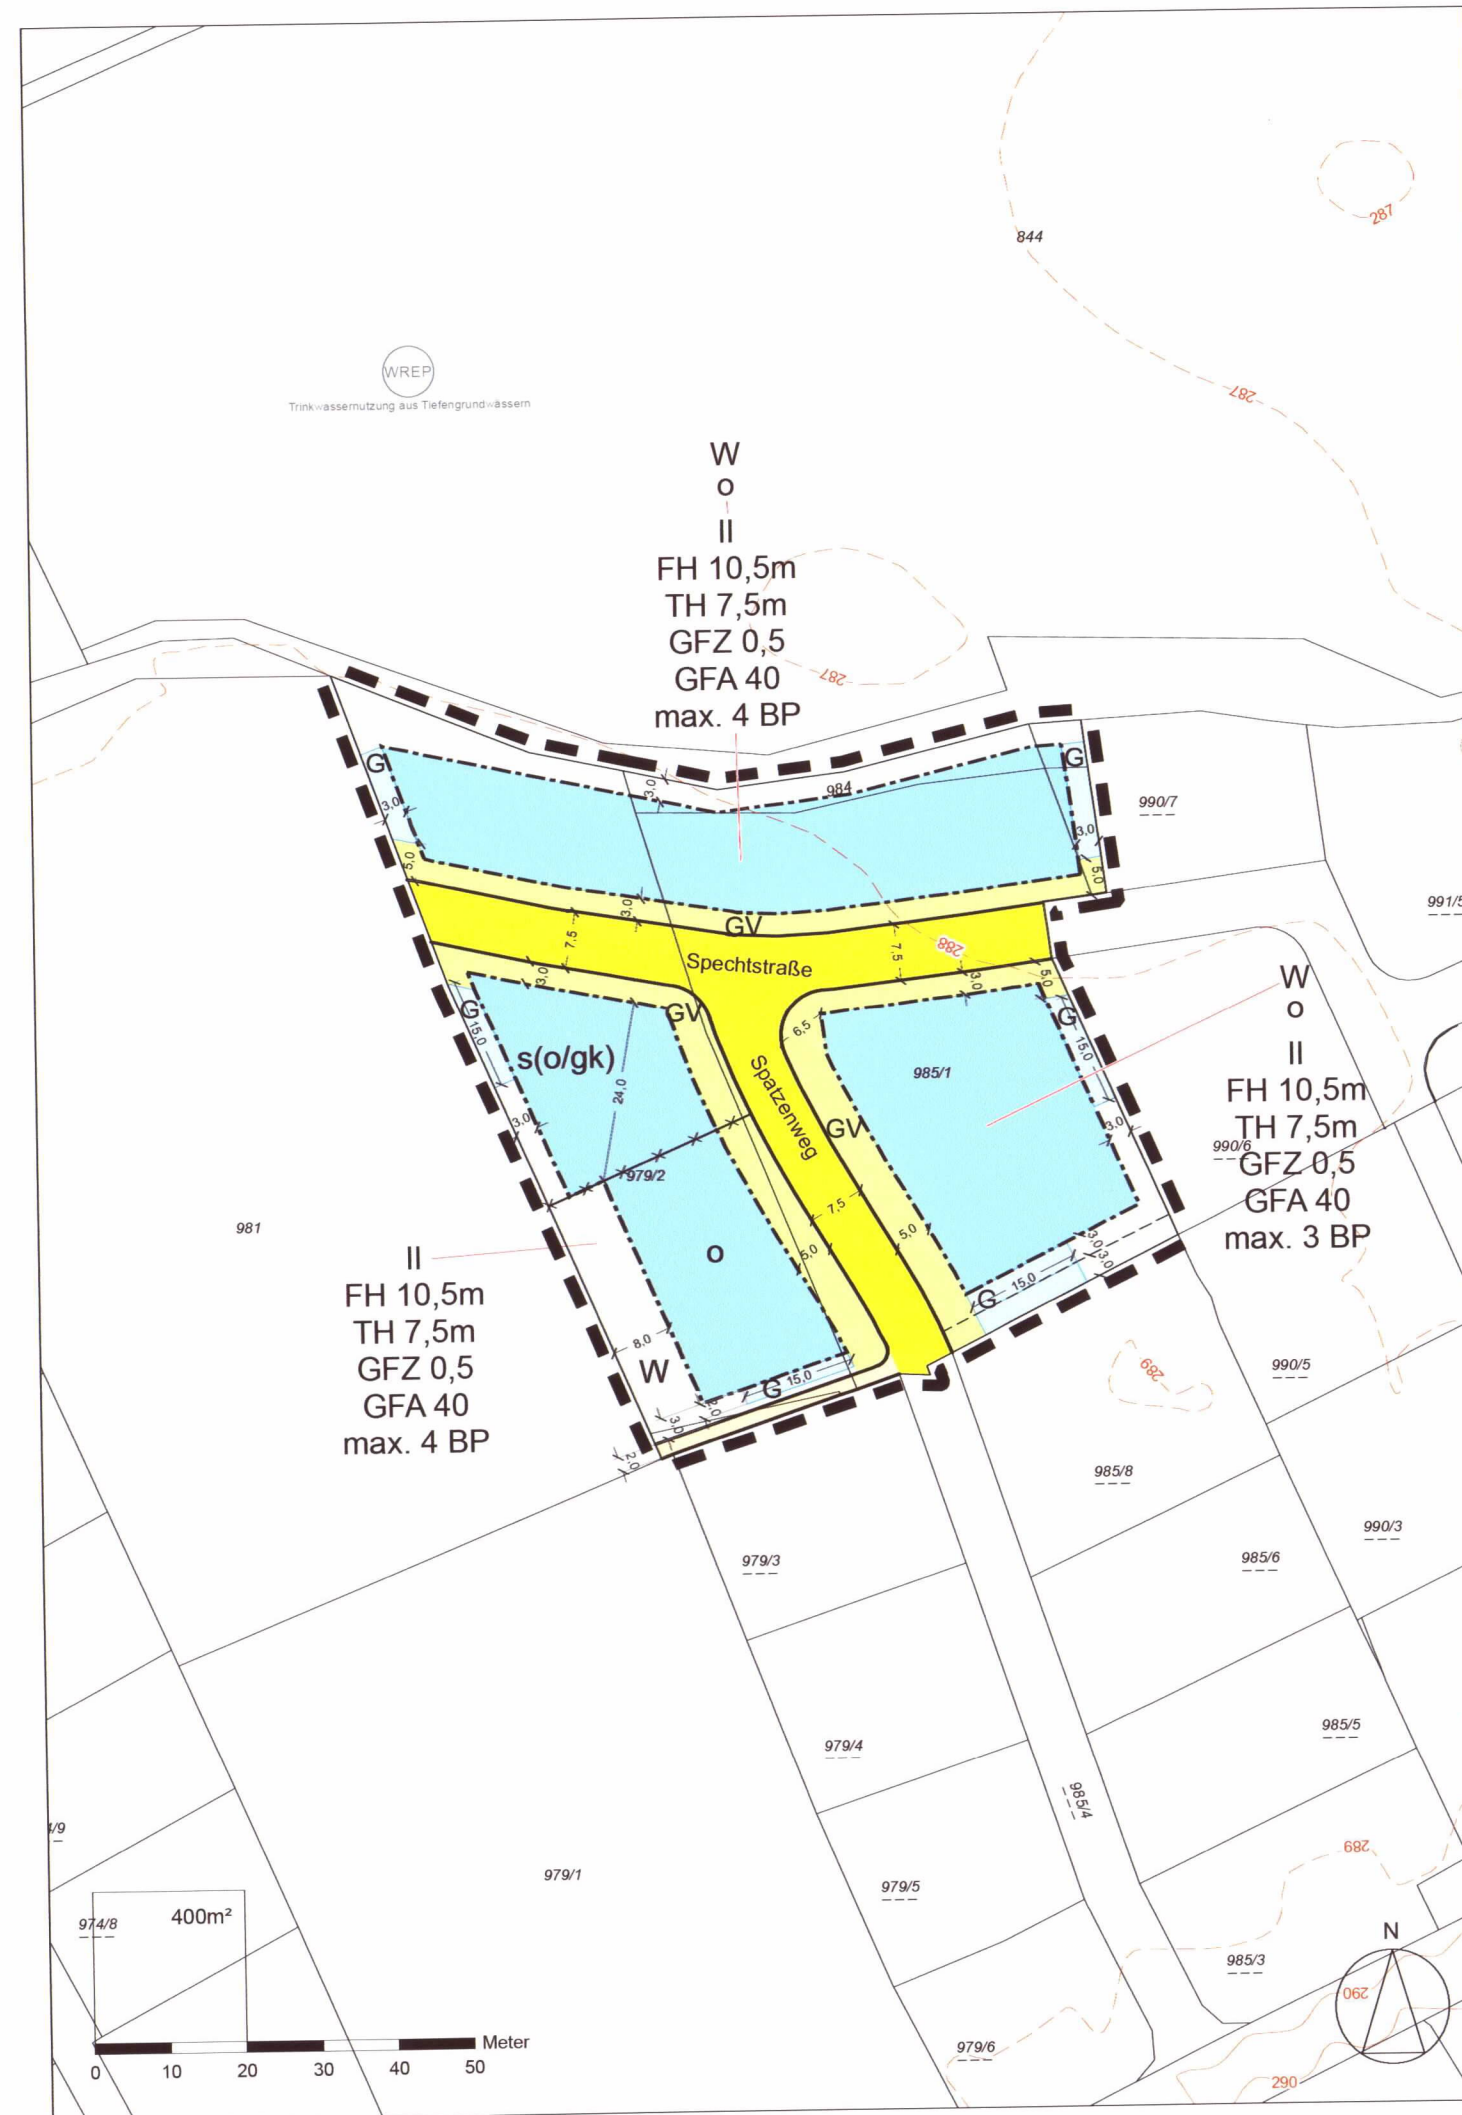 287
844
WREP
Trinkwassernutzung aus Tiefengrundwässern
287
W
o
II
FH 10,5m
TH 7,5m
GFZ 0,5
GFA 40
max. 4 BP
287
G
3,0
5,0
3,0
984
G
3,0
5,0
990/7
991/5
3,0
7,5
3,0
GV
7,5
288
Spechtstraße
3,0
5,0
G
15,0
GV
s(o/gk)
24,0
3,0
979/2
6,5
Spatzenweg
985/1
GV
G
15,0
3,0
W
o
II
FH 10,5m
TH 7,5m
990/6
GFZ 0,5
GFA 40
max. 3 BP
981
II
FH 10,5m
TH 7,5m
GFZ 0,5
GFA 40
max. 4 BP
o
7,5
5,0
5,0
3,0
3,0
15,0
G
8,0
W
15,0
G
3,0
2,0
289
990/5
985/8
990/3
979/3
985/6
979/4
985/5
985/4
289
979/1
979/5
974/8
400m²
985/3
N
290
979/6
290
Meter
0 10 20 30 40 50